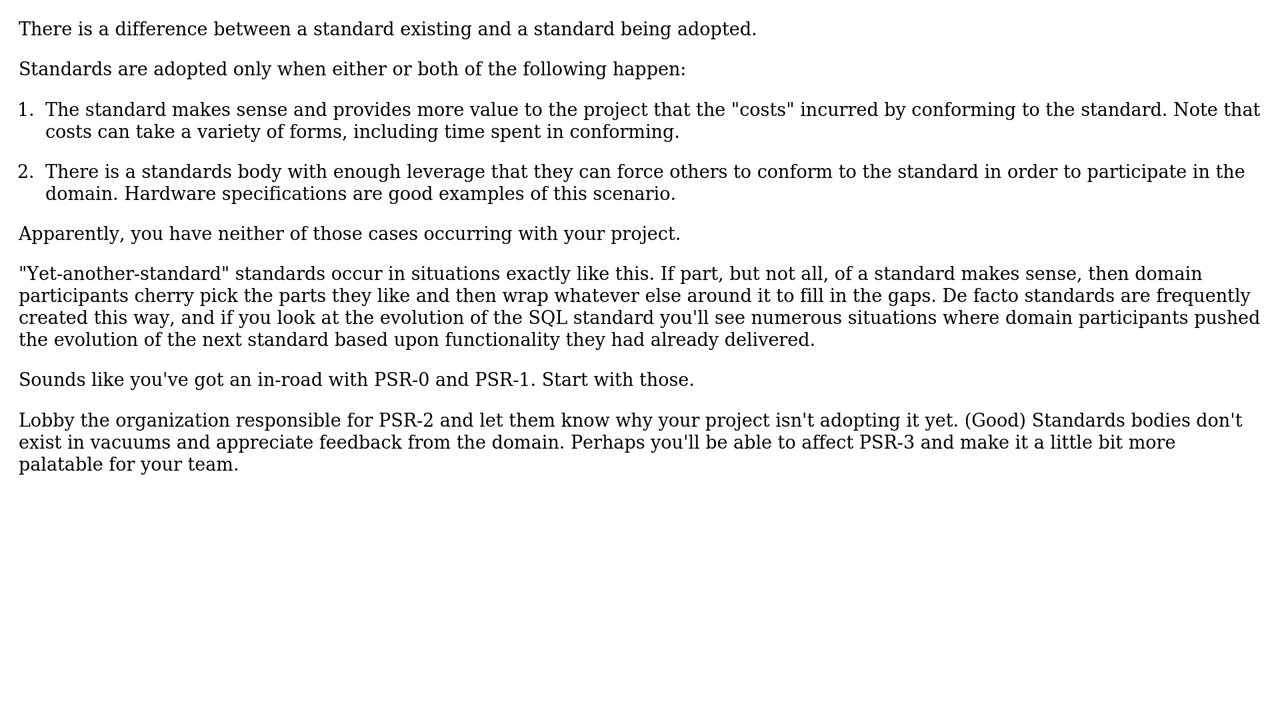 There is a difference between a standard existing and a standard being adopted.
Standards are adopted only when either or both of the following happen:
1. The standard makes sense and provides more value to the project that the "costs" incurred by conforming to the standard. Note that
costs can take a variety of forms, including time spent in conforming.
2. There is a standards body with enough leverage that they can force others to conform to the standard in order to participate in the
domain. Hardware specifications are good examples of this scenario.
Apparently, you have neither of those cases occurring with your project.
"Yet-another-standard" standards occur in situations exactly like this. If part, but not all, of a standard makes sense, then domain
participants cherry pick the parts they like and then wrap whatever else around it to fill in the gaps. De facto standards are frequently
created this way, and if you look at the evolution of the SQL standard you'll see numerous situations where domain participants pushed
the evolution of the next standard based upon functionality they had already delivered.
Sounds like you've got an in-road with PSR-0 and PSR-1. Start with those.
Lobby the organization responsible for PSR-2 and let them know why your project isn't adopting it yet. (Good) Standards bodies don't
exist in vacuums and appreciate feedback from the domain. Perhaps you'll be able to affect PSR-3 and make it a little bit more
palatable for your team.